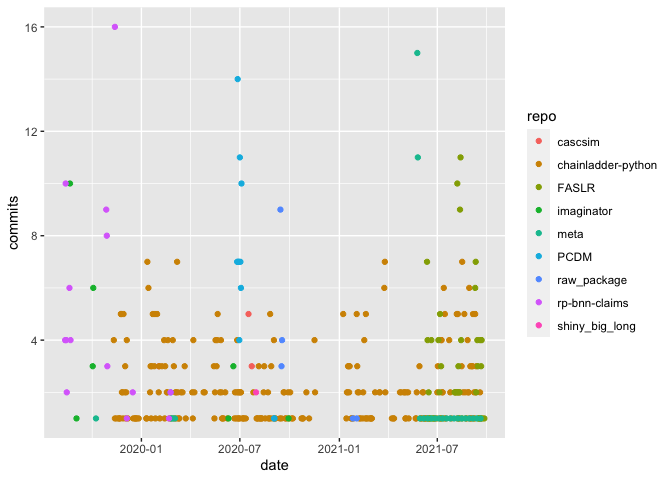 16
12
8
4
commits
2020-01
2020-07
2021-01
2021-07
date
repo
cascsim
chainladder-python
FASLR
imaginator
meta
PCDM
raw_package
rp-bnn-claims
shiny_big_long